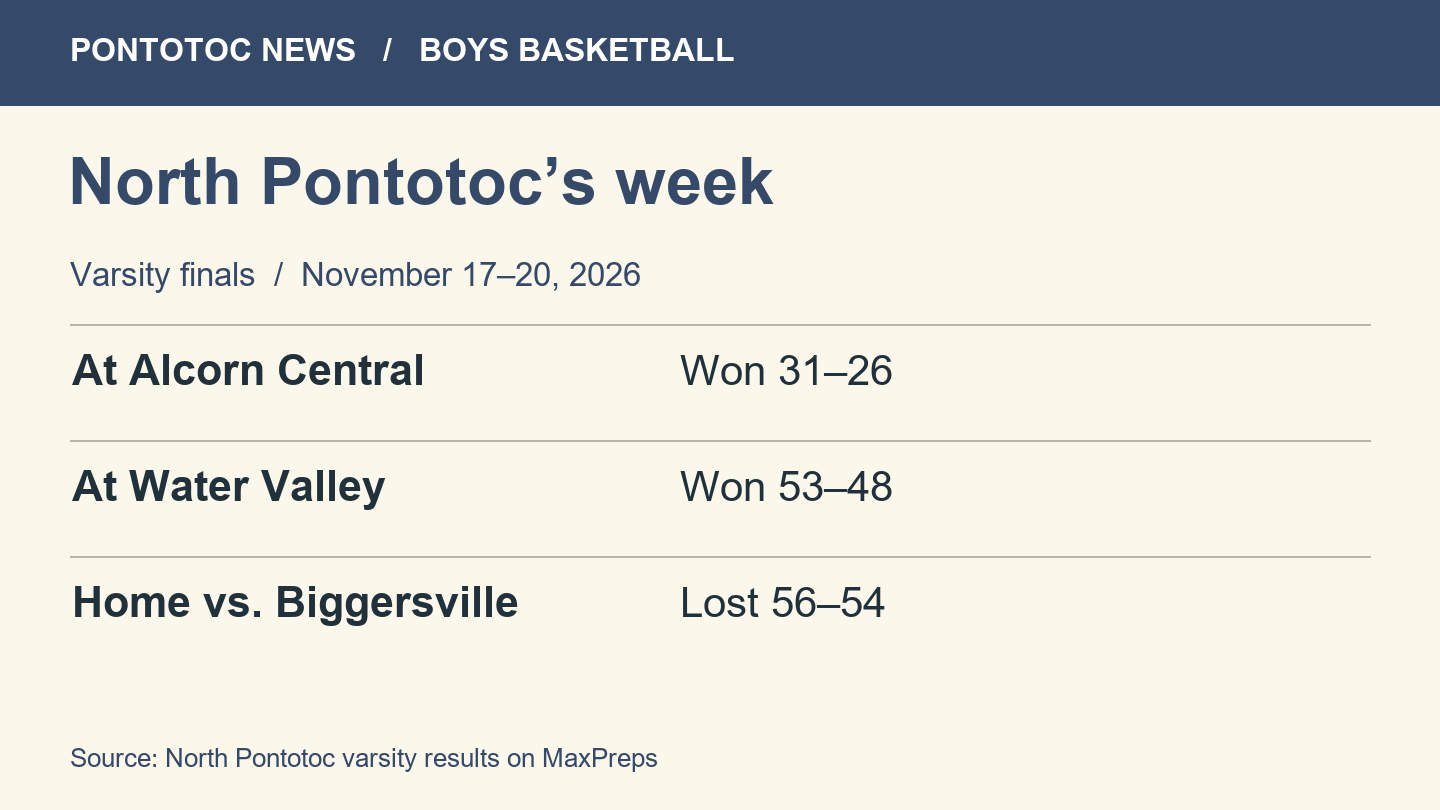 PONTOTOC NEWS / BOYS BASKETBALL
North Pontotoc’s week
Varsity finals / November 17–20, 2026
At Alcorn Central Won 31–26
At Water Valley Won 53–48
Home vs. Biggersville Lost 56–54
Source: North Pontotoc varsity results on MaxPreps